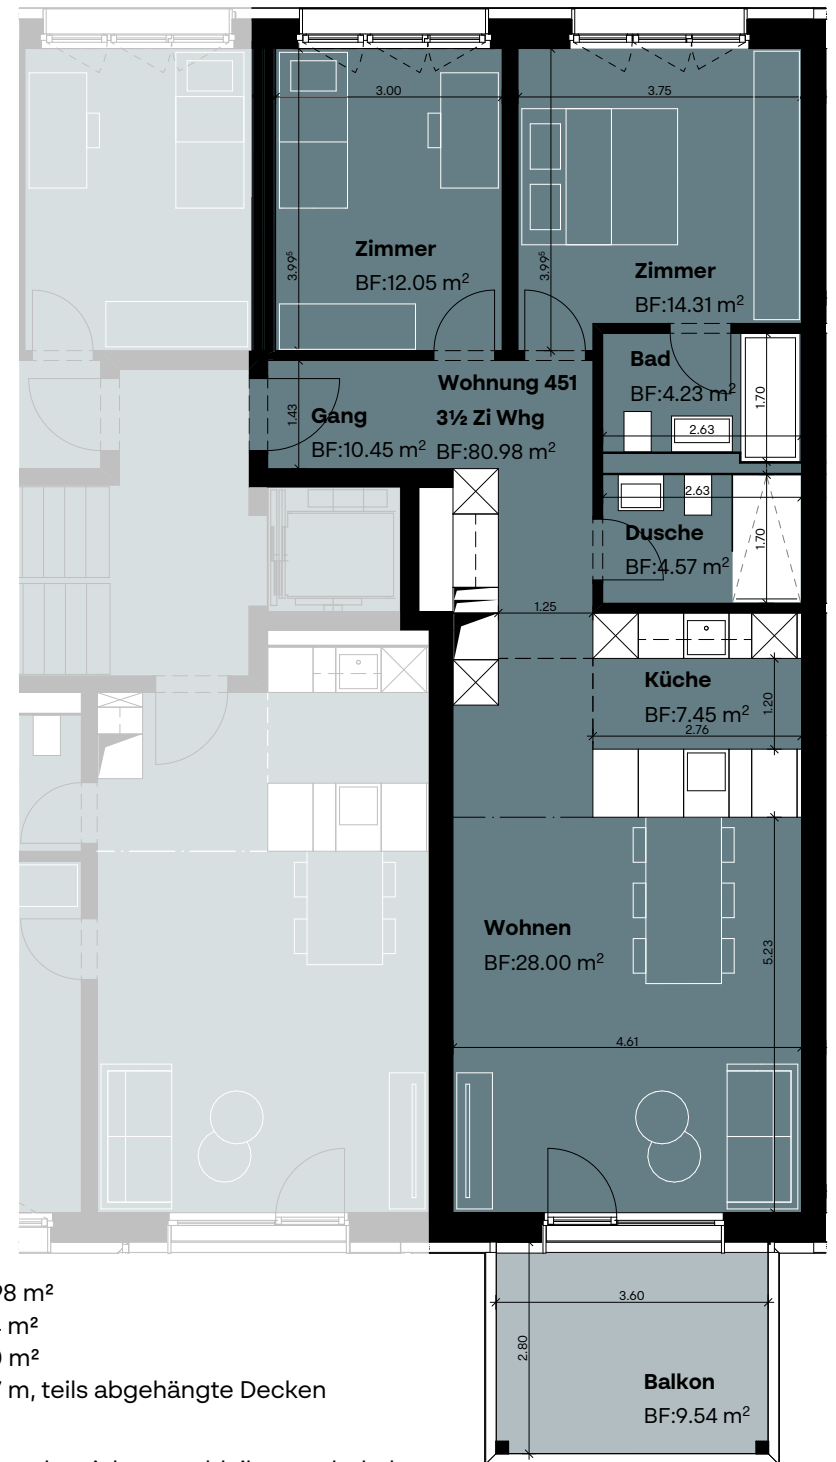 3.00
3.75
3.99⁵
3.99⁵
Zimmer
BF:12.05 m²
Zimmer
BF:14.31 m²
Bad
BF:4.23 m²
1.70
2.63
Wohnung 451
3½ Zi Whg
BF:80.98 m²
Gang
BF:10.45 m²
1.43
2.63
Dusche
BF:4.57 m²
1.70
1.25
Küche
BF:7.45 m²
1.20
2.76
Wohnen
BF:28.00 m²
5.23
4.61
3.60
2.80
Balkon
BF:9.54 m²
m²
m²
m²
m, teils abgehängte Decken